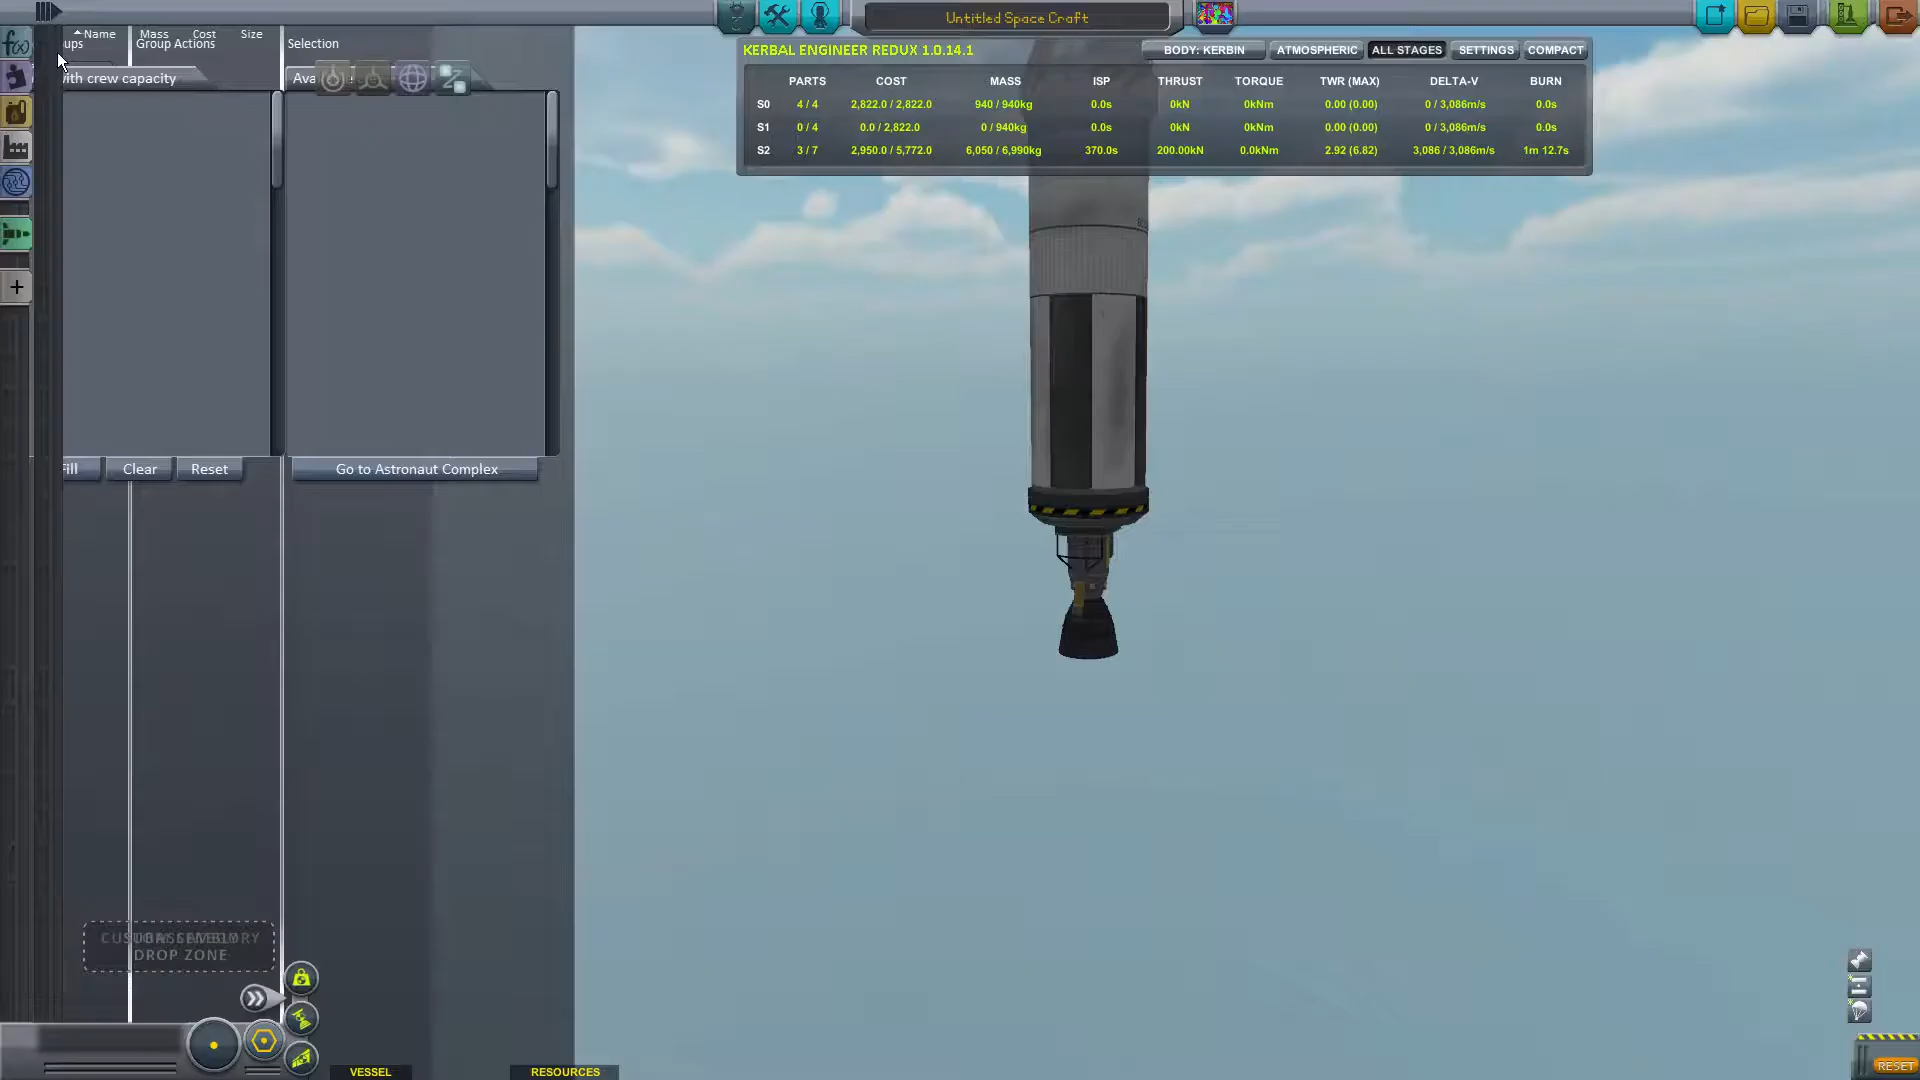 Untitled Space Craft
Name Mass Cost Size
ups Group Actions Selection
ith crew capacity
Ava
KERBAL ENGINEER REDUX 1.0.14.1
BODY: KERBIN ATMOSPHERIC ALL STAGES SETTINGS COMPACT
PARTS COST MASS ISP THRUST TORQUE TWR (MAX) DELTA-V BURN
S0 4 / 4 2,822.0 / 2,822.0 940 / 940kg 0.0s 0kN 0kNm 0.00 (0.00) 0 / 3,086m/s 0.0s
S1 0 / 4 0.0 / 2,822.0 0 / 940kg 0.0s 0kN 0kNm 0.00 (0.00) 0 / 3,086m/s 0.0s
S2 3 / 7 2,950.0 / 5,772.0 6,050 / 6,990kg 370.0s 200.00kN 0.0kNm 2.92 (6.82) 3,086 / 3,086m/s 1m 12.7s
f(x)
Fill Clear Reset Go to Astronaut Complex
DROP ZONE
VESSEL RESOURCES
RESET